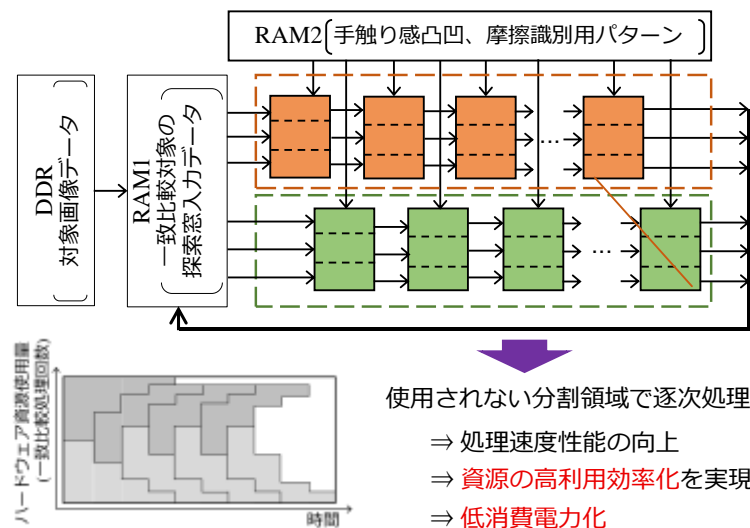 RAM2 手触り感凸凹、摩擦識別用パターン
DDR
対象画像データ
RAM1
一致比較対象の
探索窓入力データ
…
…
ハードウェア資源使用量
(一致比較処理回数)
時間
使用されない分割領域で逐次処理
⇒ 処理速度性能の向上
⇒ 資源の高利用効率化を実現
⇒ 低消費電力化